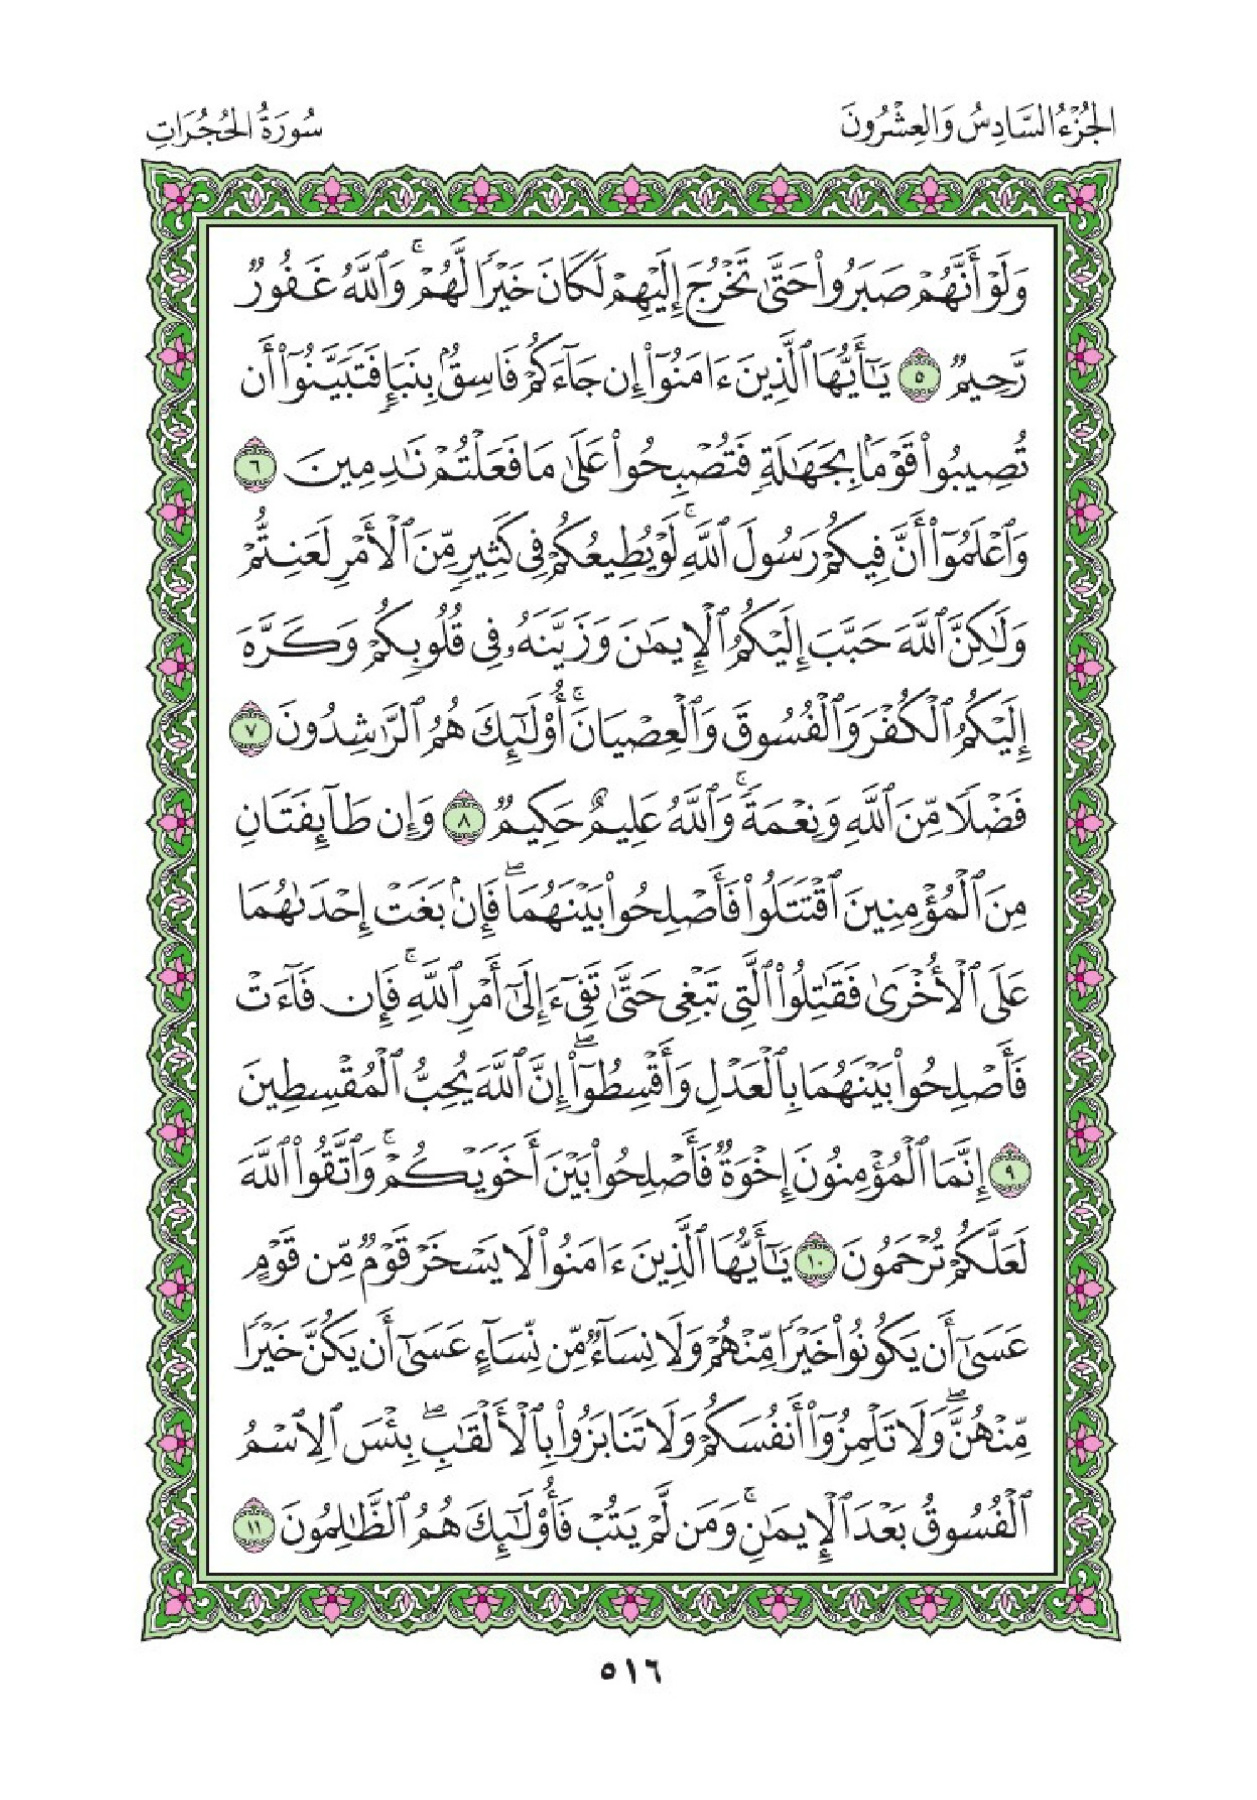 الجُزْءُ السَّادِسُ وَالعِشْرُونَ
سُورَةُ الحُجُرَاتِ
وَلَوْ أَنَّهُمْ صَبَرُوا۟ حَتَّىٰ تَخْرُجَ إِلَيْهِمْ لَكَانَ خَيْرًا لَّهُمْ ۚ وَٱللَّهُ غَفُورٌ
رَّحِيمٌ ٥ يَـٰٓأَيُّهَا ٱلَّذِينَ ءَامَنُوٓا۟ إِن جَآءَكُمْ فَاسِقٌۢ بِنَبَإٍ فَتَبَيَّنُوٓا۟ أَن
تُصِيبُوا۟ قَوْمًۢا بِجَهَـٰلَةٍ فَتُصْبِحُوا۟ عَلَىٰ مَا فَعَلْتُمْ نَـٰدِمِينَ ٦
وَٱعْلَمُوٓا۟ أَنَّ فِيكُمْ رَسُولَ ٱللَّهِ ۚ لَوْ يُطِيعُكُمْ فِى كَثِيرٍ مِّنَ ٱلْأَمْرِ لَعَنِتُّمْ
وَلَـٰكِنَّ ٱللَّهَ حَبَّبَ إِلَيْكُمُ ٱلْإِيمَـٰنَ وَزَيَّنَهُۥ فِى قُلُوبِكُمْ وَكَرَّهَ
إِلَيْكُمُ ٱلْكُفْرَ وَٱلْفُسُوقَ وَٱلْعِصْيَانَ ۚ أُو۟لَـٰٓئِكَ هُمُ ٱلرَّٰشِدُونَ ٧
فَضْلًا مِّنَ ٱللَّهِ وَنِعْمَةً ۚ وَٱللَّهُ عَلِيمٌ حَكِيمٌ ٨ وَإِن طَآئِفَتَانِ
مِنَ ٱلْمُؤْمِنِينَ ٱقْتَتَلُوا۟ فَأَصْلِحُوا۟ بَيْنَهُمَا ۖ فَإِنۢ بَغَتْ إِحْدَىٰهُمَا
عَلَى ٱلْأُخْرَىٰ فَقَـٰتِلُوا۟ ٱلَّتِى تَبْغِى حَتَّىٰ تَفِىٓءَ إِلَىٰٓ أَمْرِ ٱللَّهِ ۚ فَإِن فَآءَتْ
فَأَصْلِحُوا۟ بَيْنَهُمَا بِٱلْعَدْلِ وَأَقْسِطُوٓا۟ ۖ إِنَّ ٱللَّهَ يُحِبُّ ٱلْمُقْسِطِينَ
٩ إِنَّمَا ٱلْمُؤْمِنُونَ إِخْوَةٌ فَأَصْلِحُوا۟ بَيْنَ أَخَوَيْكُمْ ۚ وَٱتَّقُوا۟ ٱللَّهَ
لَعَلَّكُمْ تُرْحَمُونَ ١٠ يَـٰٓأَيُّهَا ٱلَّذِينَ ءَامَنُوا۟ لَا يَسْخَرْ قَوْمٌ مِّن قَوْمٍ
عَسَىٰٓ أَن يَكُونُوا۟ خَيْرًا مِّنْهُمْ وَلَا نِسَآءٌ مِّن نِّسَآءٍ عَسَىٰٓ أَن يَكُنَّ خَيْرًا
مِّنْهُنَّ ۖ وَلَا تَلْمِزُوٓا۟ أَنفُسَكُمْ وَلَا تَنَابَزُوا۟ بِٱلْأَلْقَـٰبِ ۖ بِئْسَ ٱلِٱسْمُ
ٱلْفُسُوقُ بَعْدَ ٱلْإِيمَـٰنِ ۚ وَمَن لَّمْ يَتُبْ فَأُو۟لَـٰٓئِكَ هُمُ ٱلظَّـٰلِمُونَ ١١
٥١٦